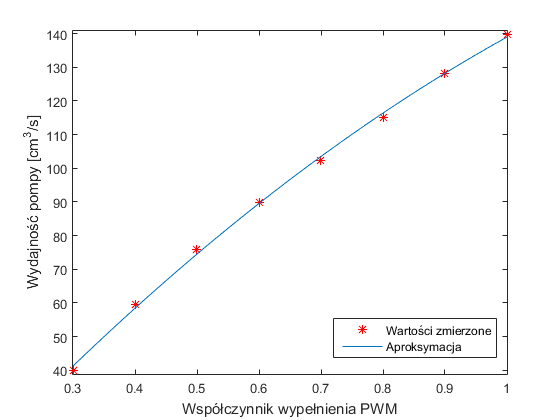 140
130
120
110
100
90
80
70
60
50
40
Wydajność pompy [cm³/s]
Wartości zmierzone
Aproksymacja
0.3 0.4 0.5 0.6 0.7 0.8 0.9 1
Współczynnik wypełnienia PWM